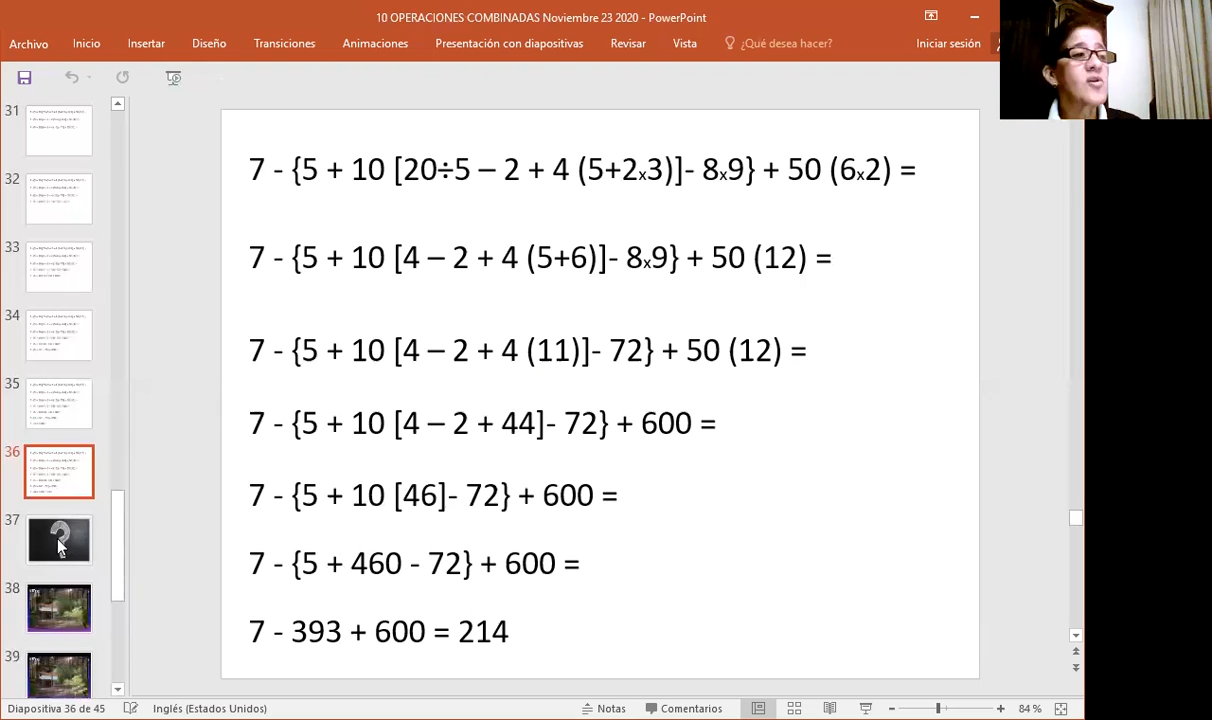 10 OPERACIONES COMBINADAS Noviembre 23 2020 - PowerPoint
Archivo Inicio Insertar Diseño Transiciones Animaciones Presentación con diapositivas Revisar Vista ¿Qué desea hacer? Iniciar sesión
31
32
33
34
35
36
37
38
39
7 - {5 + 10 [20÷5 – 2 + 4 (5+2x3)]- 8x9} + 50 (6x2) =
7 - {5 + 10 [4 – 2 + 4 (5+6)]- 8x9} + 50 (12) =
7 - {5 + 10 [4 – 2 + 4 (11)]- 72} + 50 (12) =
7 - {5 + 10 [4 – 2 + 44]- 72} + 600 =
7 - {5 + 10 [46]- 72} + 600 =
7 - {5 + 460 - 72} + 600 =
7 - 393 + 600 = 214
Diapositiva 36 de 45 Inglés (Estados Unidos) Notas Comentarios 84 %